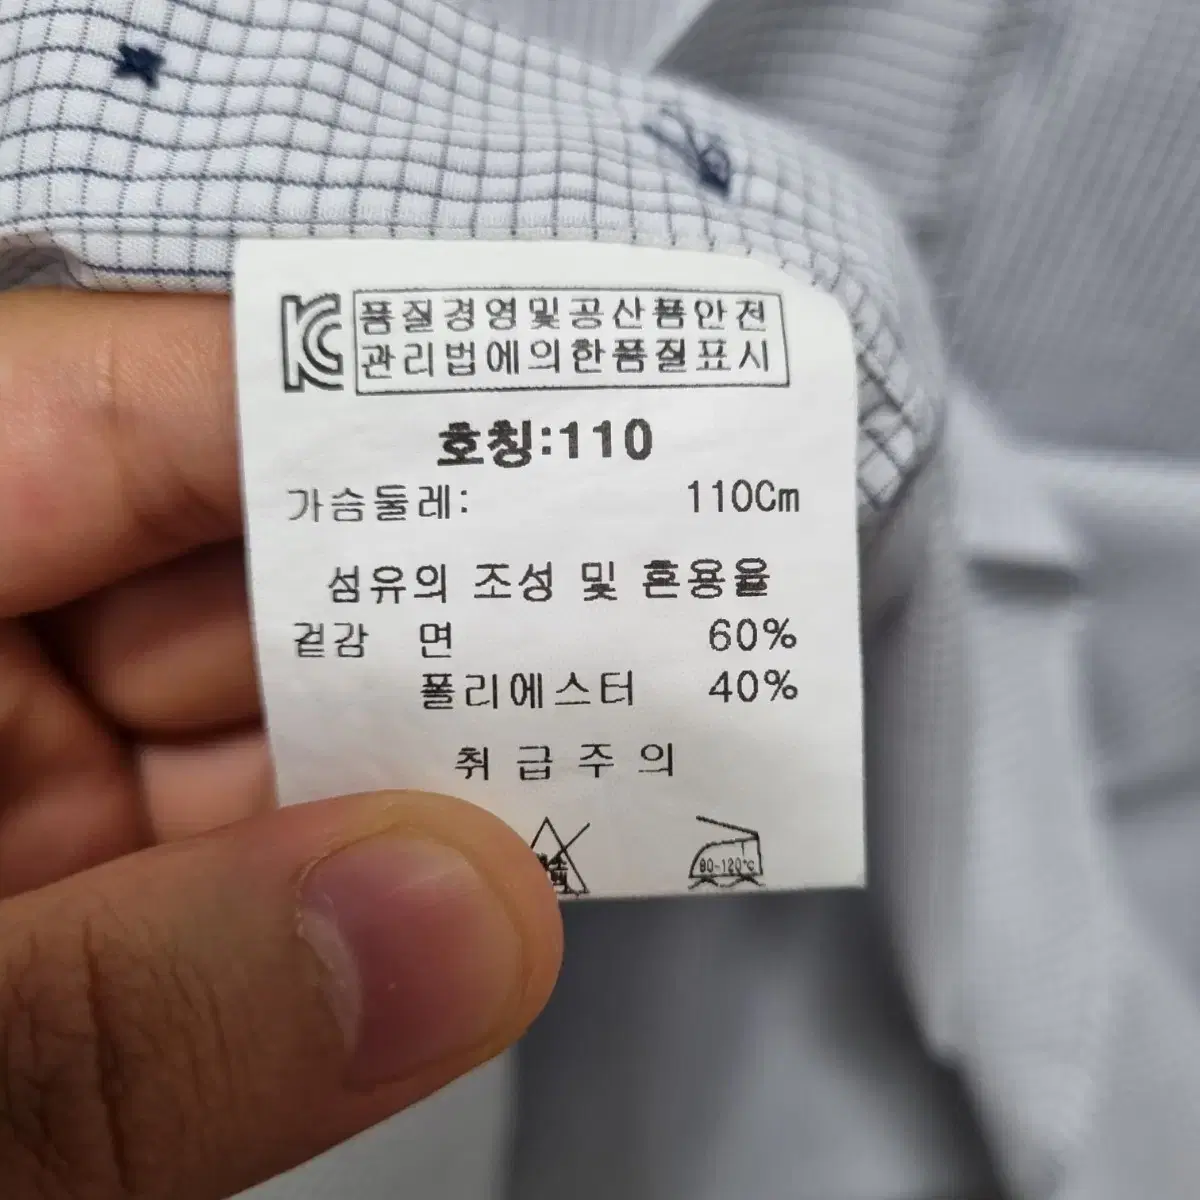 KC
품질경영및공산품안전
관리법에의한품질표시
호칭:110
가슴둘레: 110Cm
섬유의 조성 및 혼용율
겉감 면 60%
폴리에스터 40%
취급주의
80-120℃